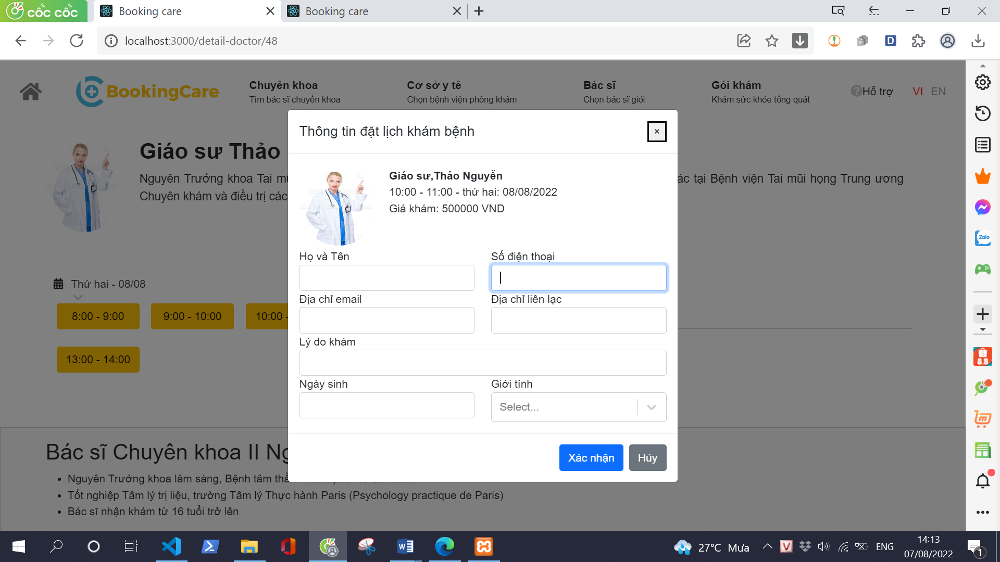 cốc cốc
Booking care
Booking care
localhost:3000/detail-doctor/48
BookingCare
Chuyên khoa
Tìm bác sĩ chuyển khoa
Cơ sở y tê
Chọn bệnh viện phòng khám
Bác sĩ
Chọn bác sĩ giỏi
Gói khám
Khám sức khỏe tổng quát
Hỗ trợ
VI EN
Thông tin đặt lịch khám bệnh
×
Giáo sư Thảo
Nguyên Trưởng khoa Tai
ác tại Bệnh viện Tai mũi họng Trung ương
Chuyên khám và điều trị các
Giáo sư,Thảo Nguyễn
10:00 - 11:00 - thứ hai: 08/08/2022
Giá khám: 500000 VND
Họ và Tên
Số điện thoại
Địa chỉ email
Địa chỉ liên lạc
Lý do khám
Ngày sinh
Giới tính
Select...
Xác nhận
Hủy
Thứ hai - 08/08
8:00 - 9:00
9:00 - 10:00
10:00 -
13:00 - 14:00
Bác sĩ Chuyên khoa II
Nguyên Trưởng khoa lâm sàng, Bệnh tâm
Tốt nghiệp Tâm lý trị liệu, trường Tâm lý Thực hành Paris (Psychology practique de Paris)
Bác sĩ nhận khám từ 16 tuổi trở lên
Zalo
S.S
27°C Mưa
ENG
14:13
07/08/2022
1